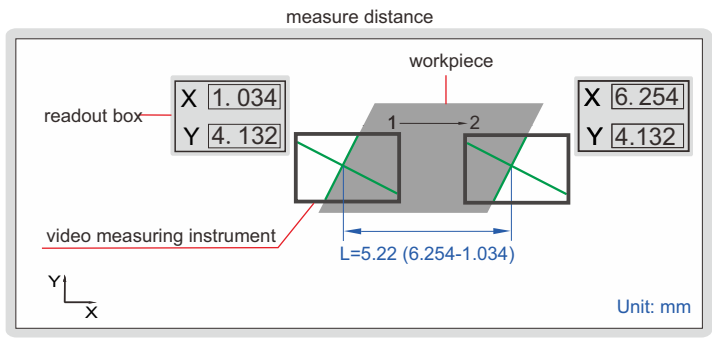 measure distance
workpiece
readout box
X 1. 034
Y 4. 132
1
2
X 6. 254
Y 4.132
video measuring instrument
L=5.22 (6.254-1.034)
Y
X
Unit: mm